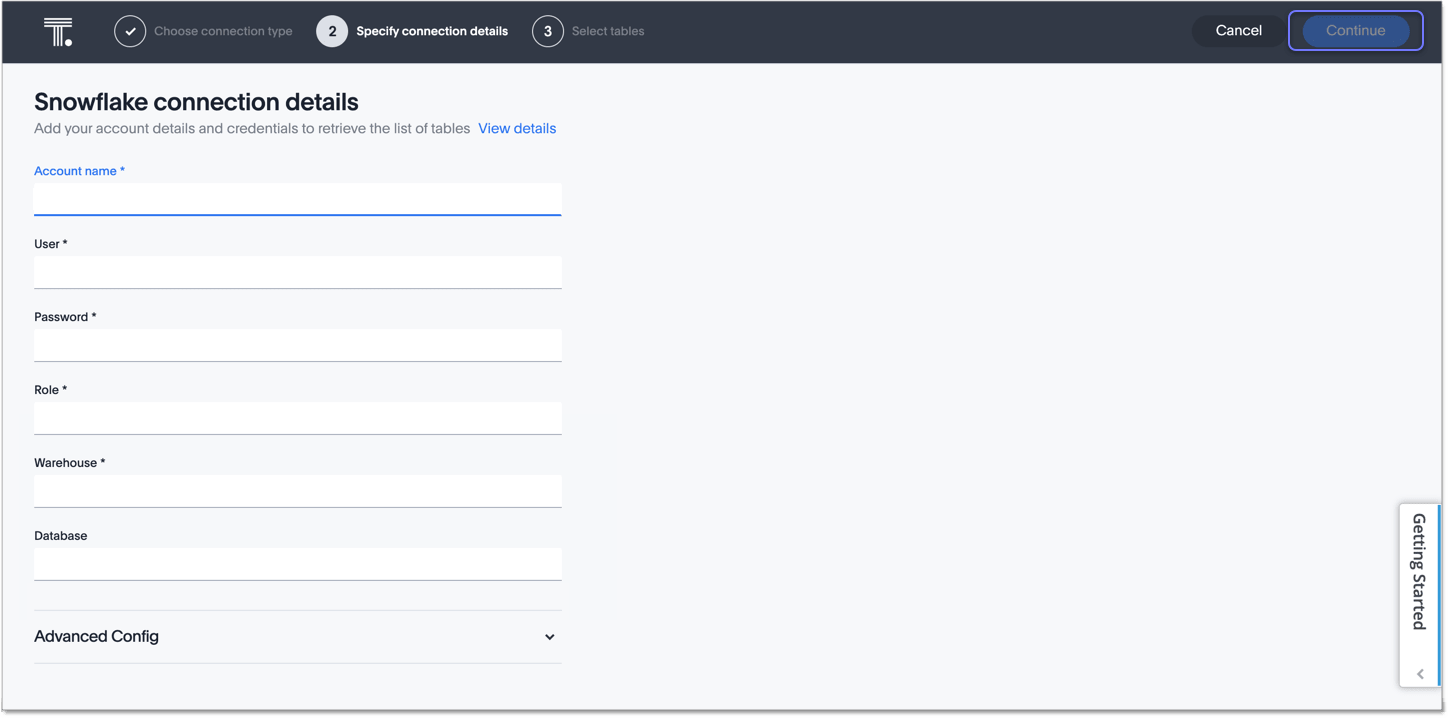 T.
Choose connection type
2 Specify connection details
3 Select tables
Cancel
Continue
Snowflake connection details
Add your account details and credentials to retrieve the list of tables View details
Account name *
User *
Password *
Role *
Warehouse *
Database
Advanced Config
Getting Started